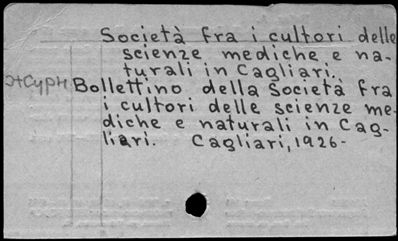 Società fra i cultori delle
scienze mediche e na-
turali in Cagliari.
Bollettino della Società fra
i cultori delle scienze me-
diche e naturali in Cag-
liari. Cagliari, 1926-